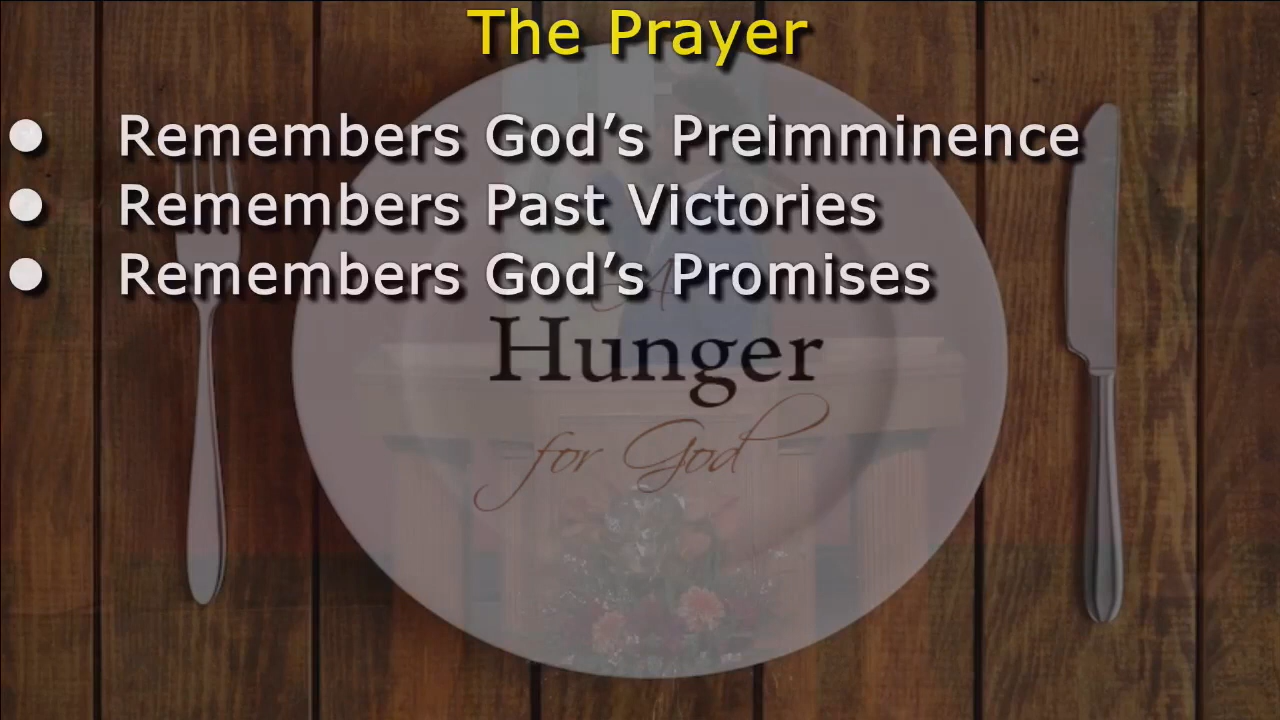 The Prayer
● Remembers God’s Preimminence
● Remembers Past Victories
● Remembers God’s Promises
A
Hunger
for God